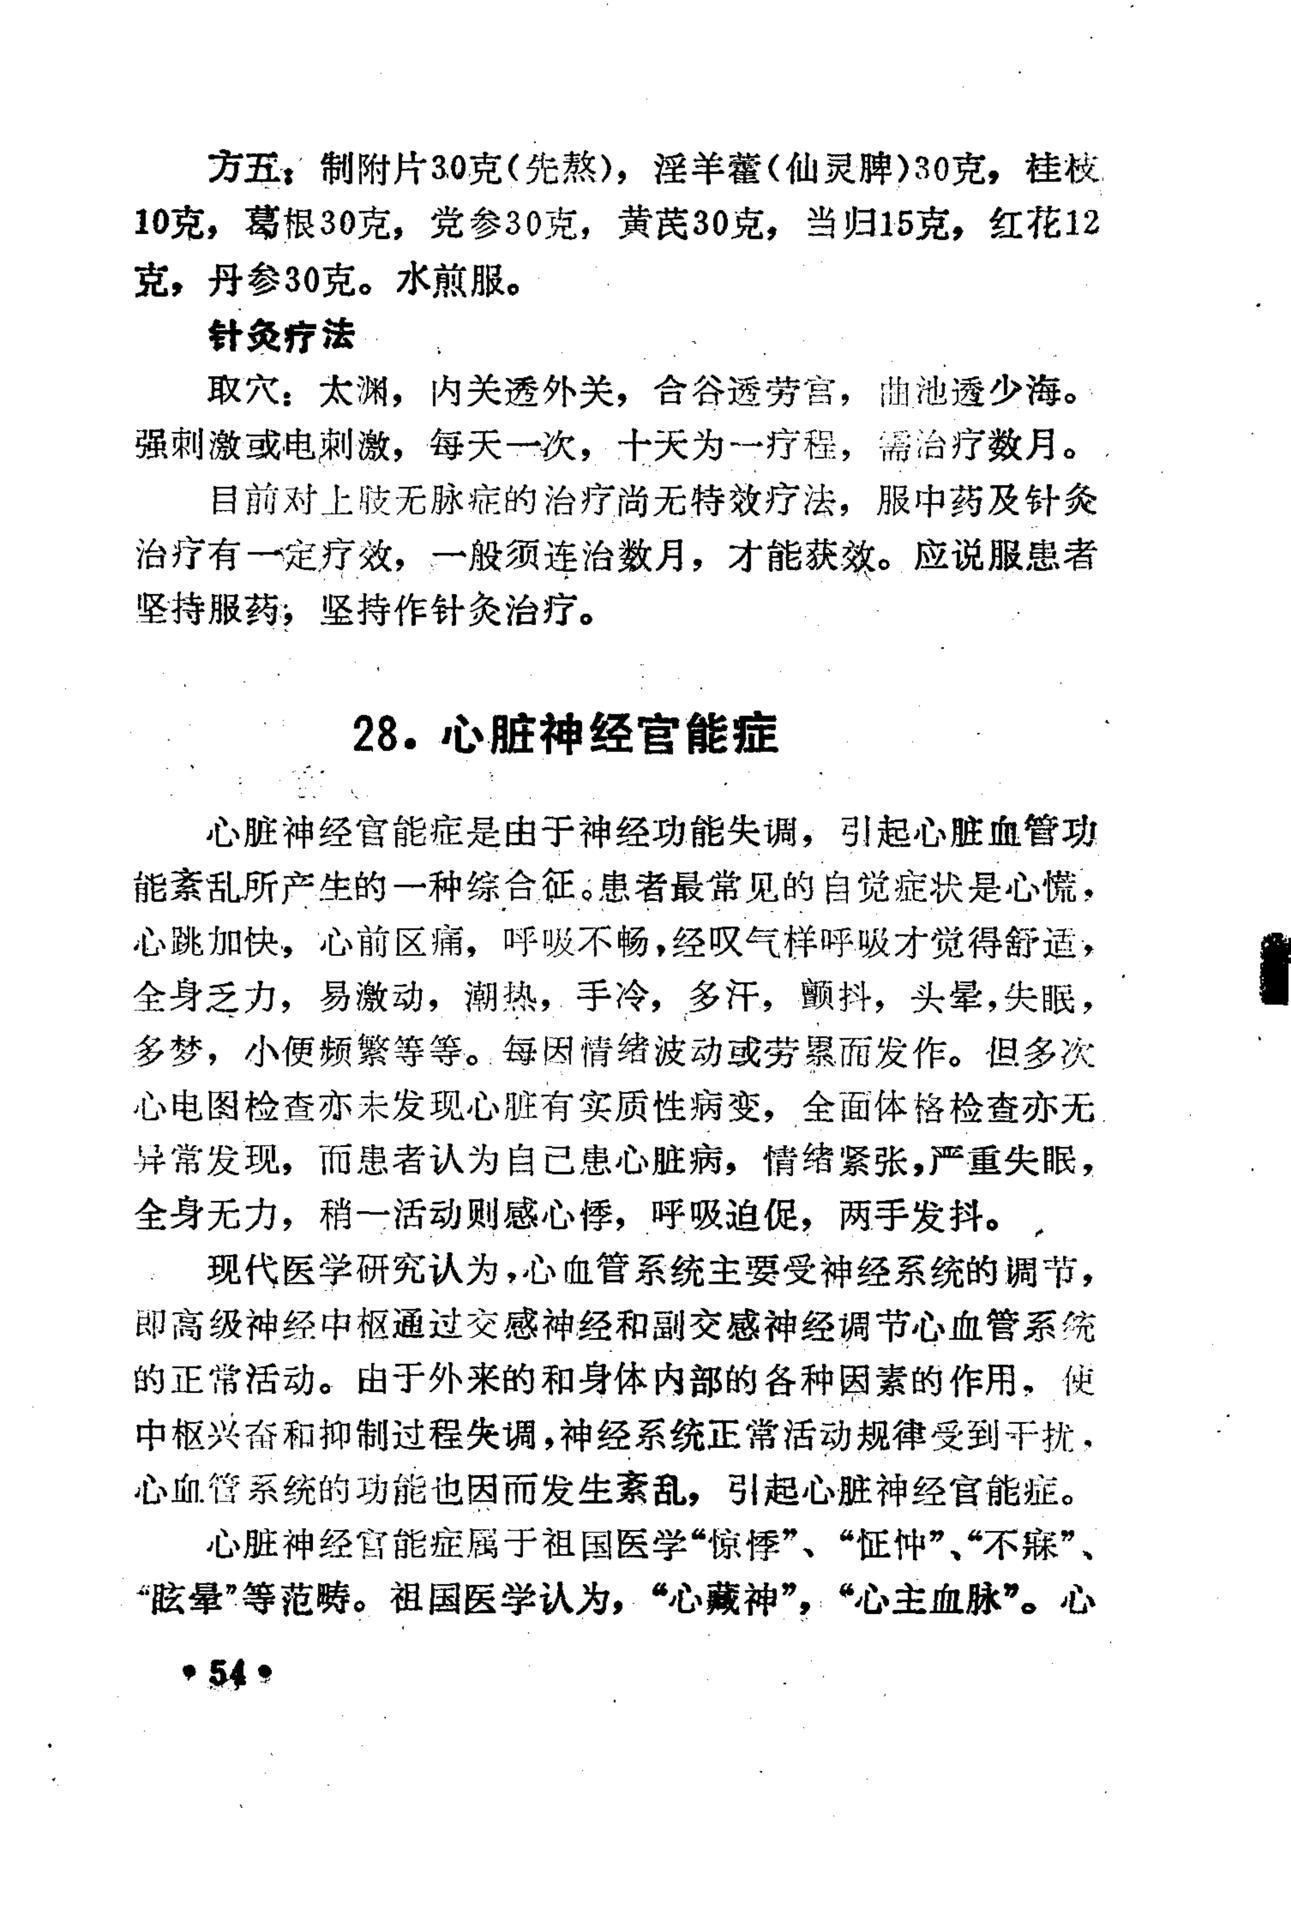 方五：制附片30克(先熬)，淫羊藿(仙灵脾)30克，桂枝
10克，葛根30克，党参30克，黄芪30克，当归15克，红花12
克，丹参30克。水煎服。
针灸疗法
取穴：太渊，内关透外关，合谷透劳宫，曲池透少海。
强刺激或电刺激，每天一次，十天为一疗程，需治疗数月。
目前对上肢无脉症的治疗尚无特效疗法，服中药及针灸
治疗有一定疗效，一般须连治数月，才能获效。应说服患者
坚持服药；坚持作针灸治疗。
28．心脏神经官能症
心脏神经官能症是由于神经功能失调，引起心脏血管功
能紊乱所产生的一种综合征。患者最常见的自觉症状是心慌，
心跳加快，心前区痛，呼吸不畅，经叹气样呼吸才觉得舒适，
全身乏力，易激动，潮热，手冷，多汗，颤抖，头晕，失眠，
多梦，小便频繁等等。每因情绪波动或劳累而发作。但多次
心电图检查亦未发现心脏有实质性病变，全面体格检查亦无
异常发现，而患者认为自己患心脏病，情绪紧张，严重失眠，
全身无力，稍一活动则感心悸，呼吸迫促，两手发抖。
现代医学研究认为，心血管系统主要受神经系统的调节，
即高级神经中枢通过交感神经和副交感神经调节心血管系统
的正常活动。由于外来的和身体内部的各种因素的作用，使
中枢兴奋和抑制过程失调，神经系统正常活动规律受到干扰，
心血管系统的功能也因而发生紊乱，引起心脏神经官能症。
心脏神经官能症属于祖国医学“惊悸”、“怔忡”、“不寐”、
“眩晕”等范畴。祖国医学认为，“心藏神”，“心主血脉”。心
•54•